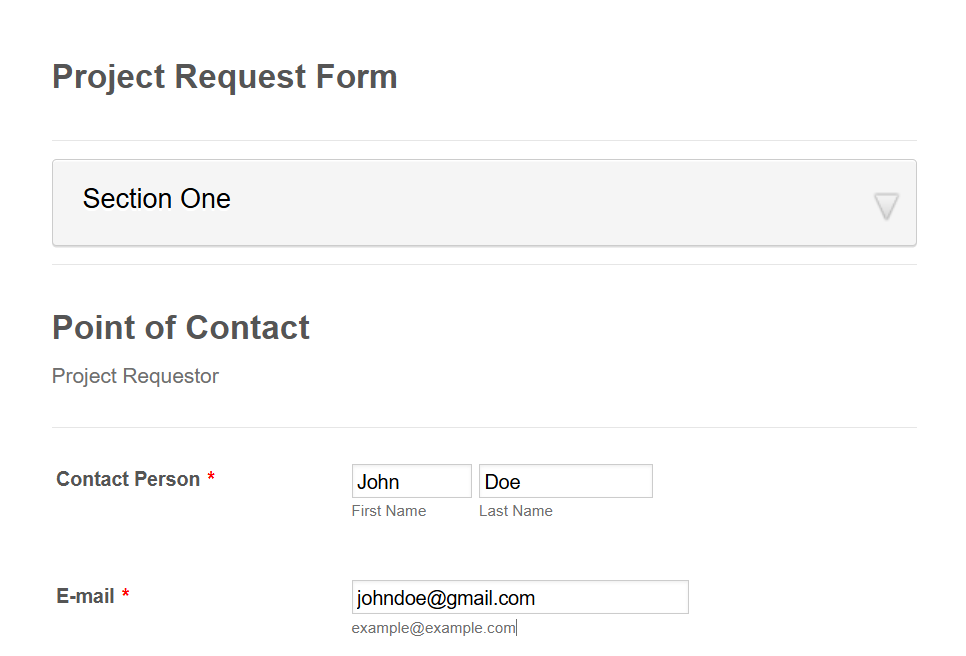 Project Request Form
Section One
Point of Contact
Project Requestor
Contact Person * John Doe
First Name Last Name
E-mail * johndoe@gmail.com
example@example.com